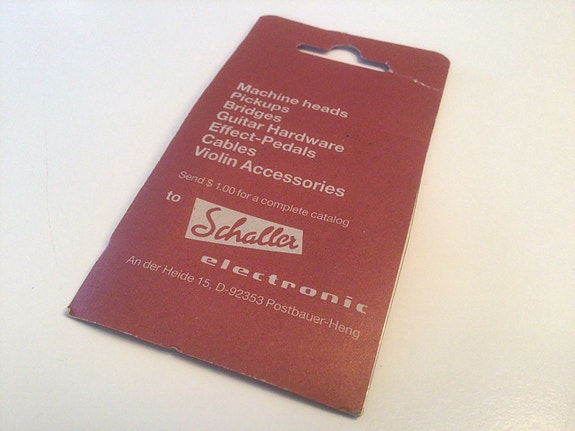 Machine heads
Pickups
Bridges
Guitar Hardware
Effect-Pedals
Cables
Violin Accessories
Send $ 1.00 for a complete catalog
to Schaller
electronic
An der Heide 15, D-92353 Postbauer-Heng